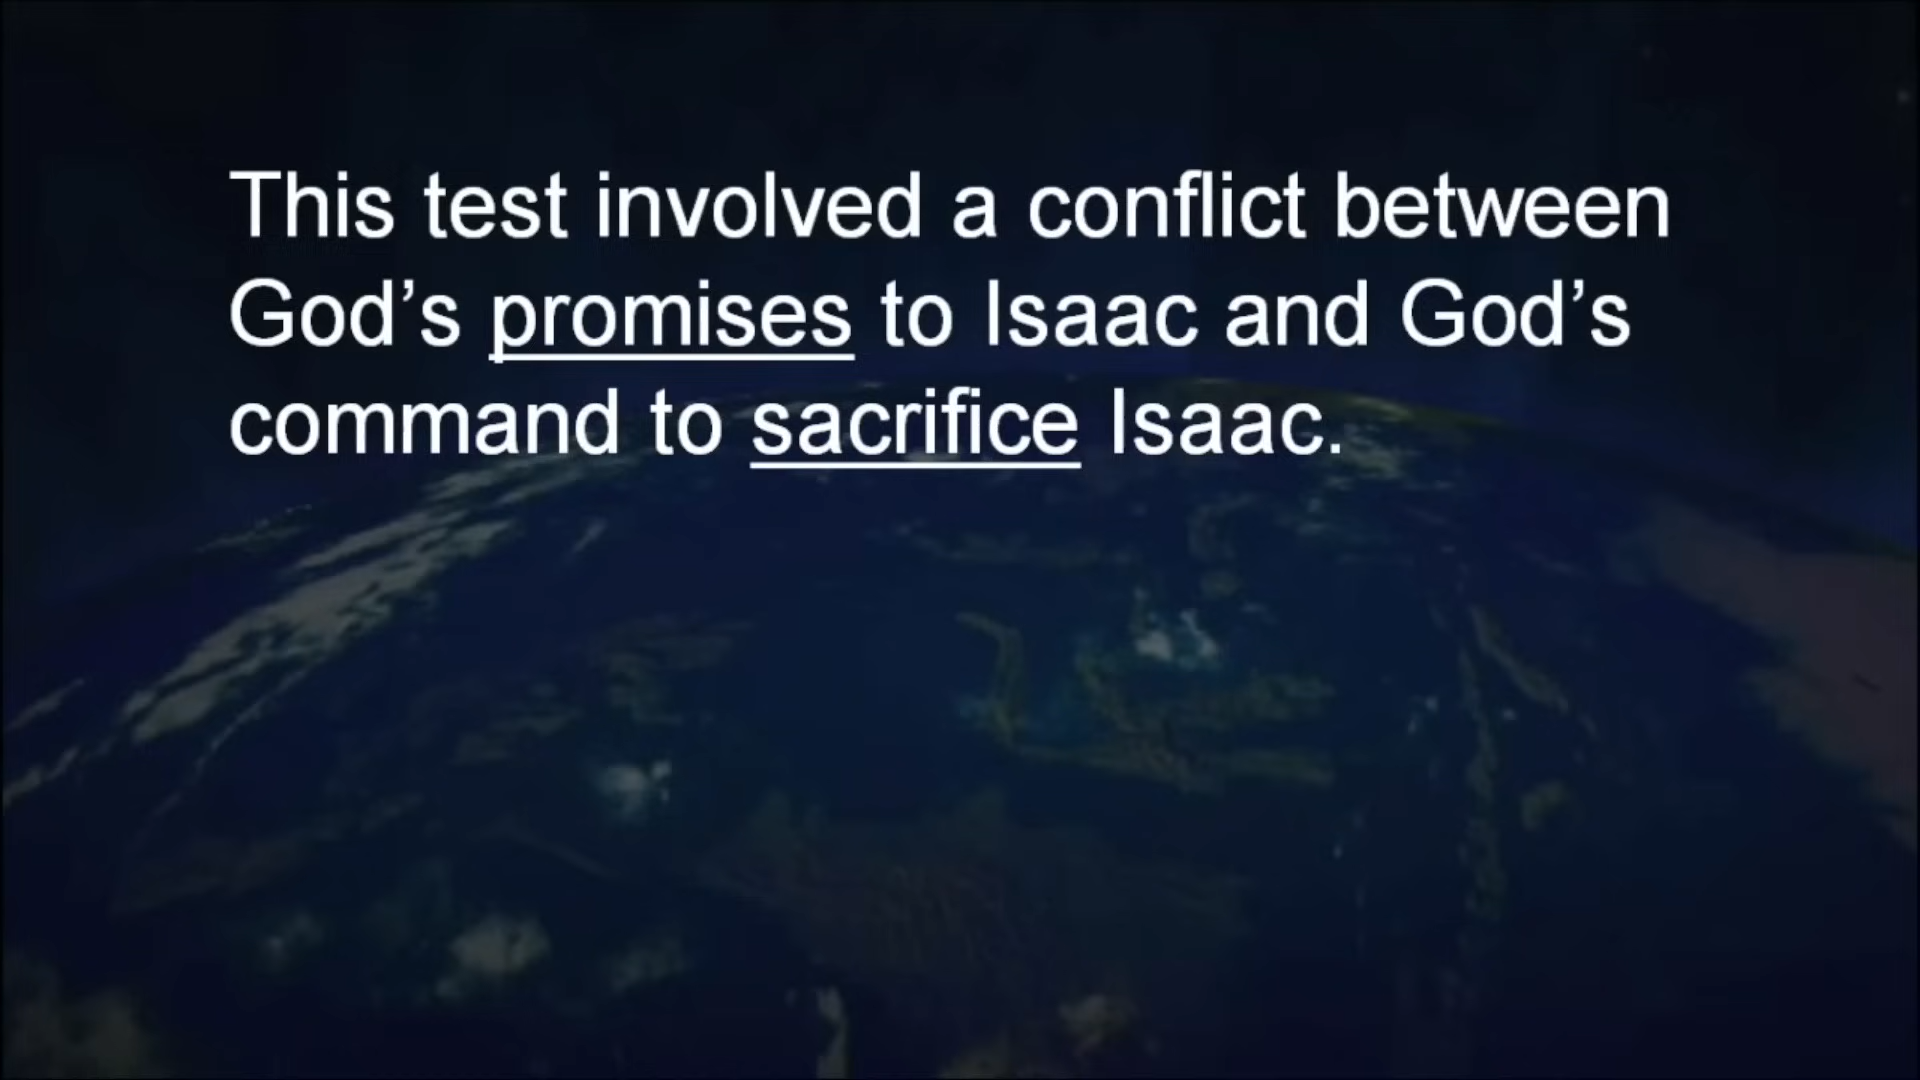 This test involved a conflict between
God’s promises to Isaac and God’s
command to sacrifice Isaac.